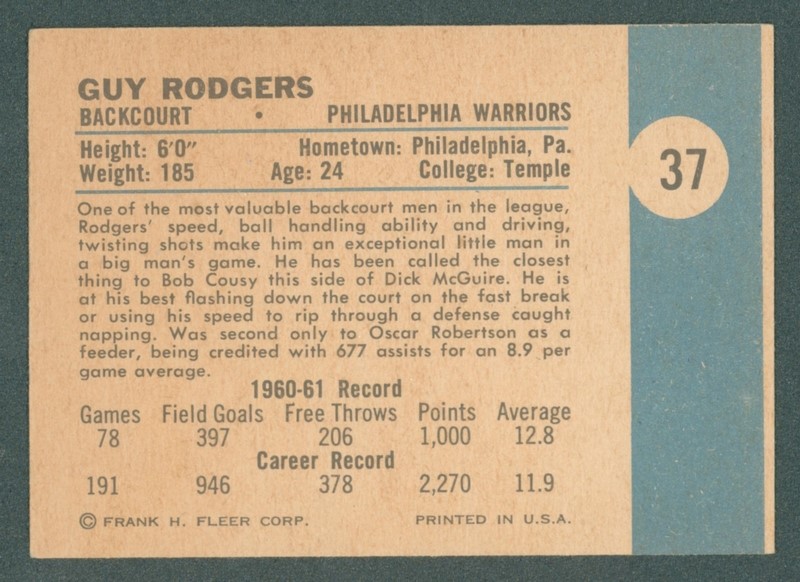 GUY RODGERS
BACKCOURT • PHILADELPHIA WARRIORS
Height: 6'0" Hometown: Philadelphia, Pa.
Weight: 185 Age: 24 College: Temple
37
One of the most valuable backcourt men in the league,
Rodgers' speed, ball handling ability and driving,
twisting shots make him an exceptional little man in
a big man's game. He has been called the closest
thing to Bob Cousy this side of Dick McGuire. He is
at his best flashing down the court on the fast break
or using his speed to rip through a defense caught
napping. Was second only to Oscar Robertson as a
feeder, being credited with 677 assists for an 8.9 per
game average.
1960-61 Record
Games Field Goals Free Throws Points Average
78 397 206 1,000 12.8
Career Record
191 946 378 2,270 11.9
© FRANK H. FLEER CORP. PRINTED IN U.S.A.